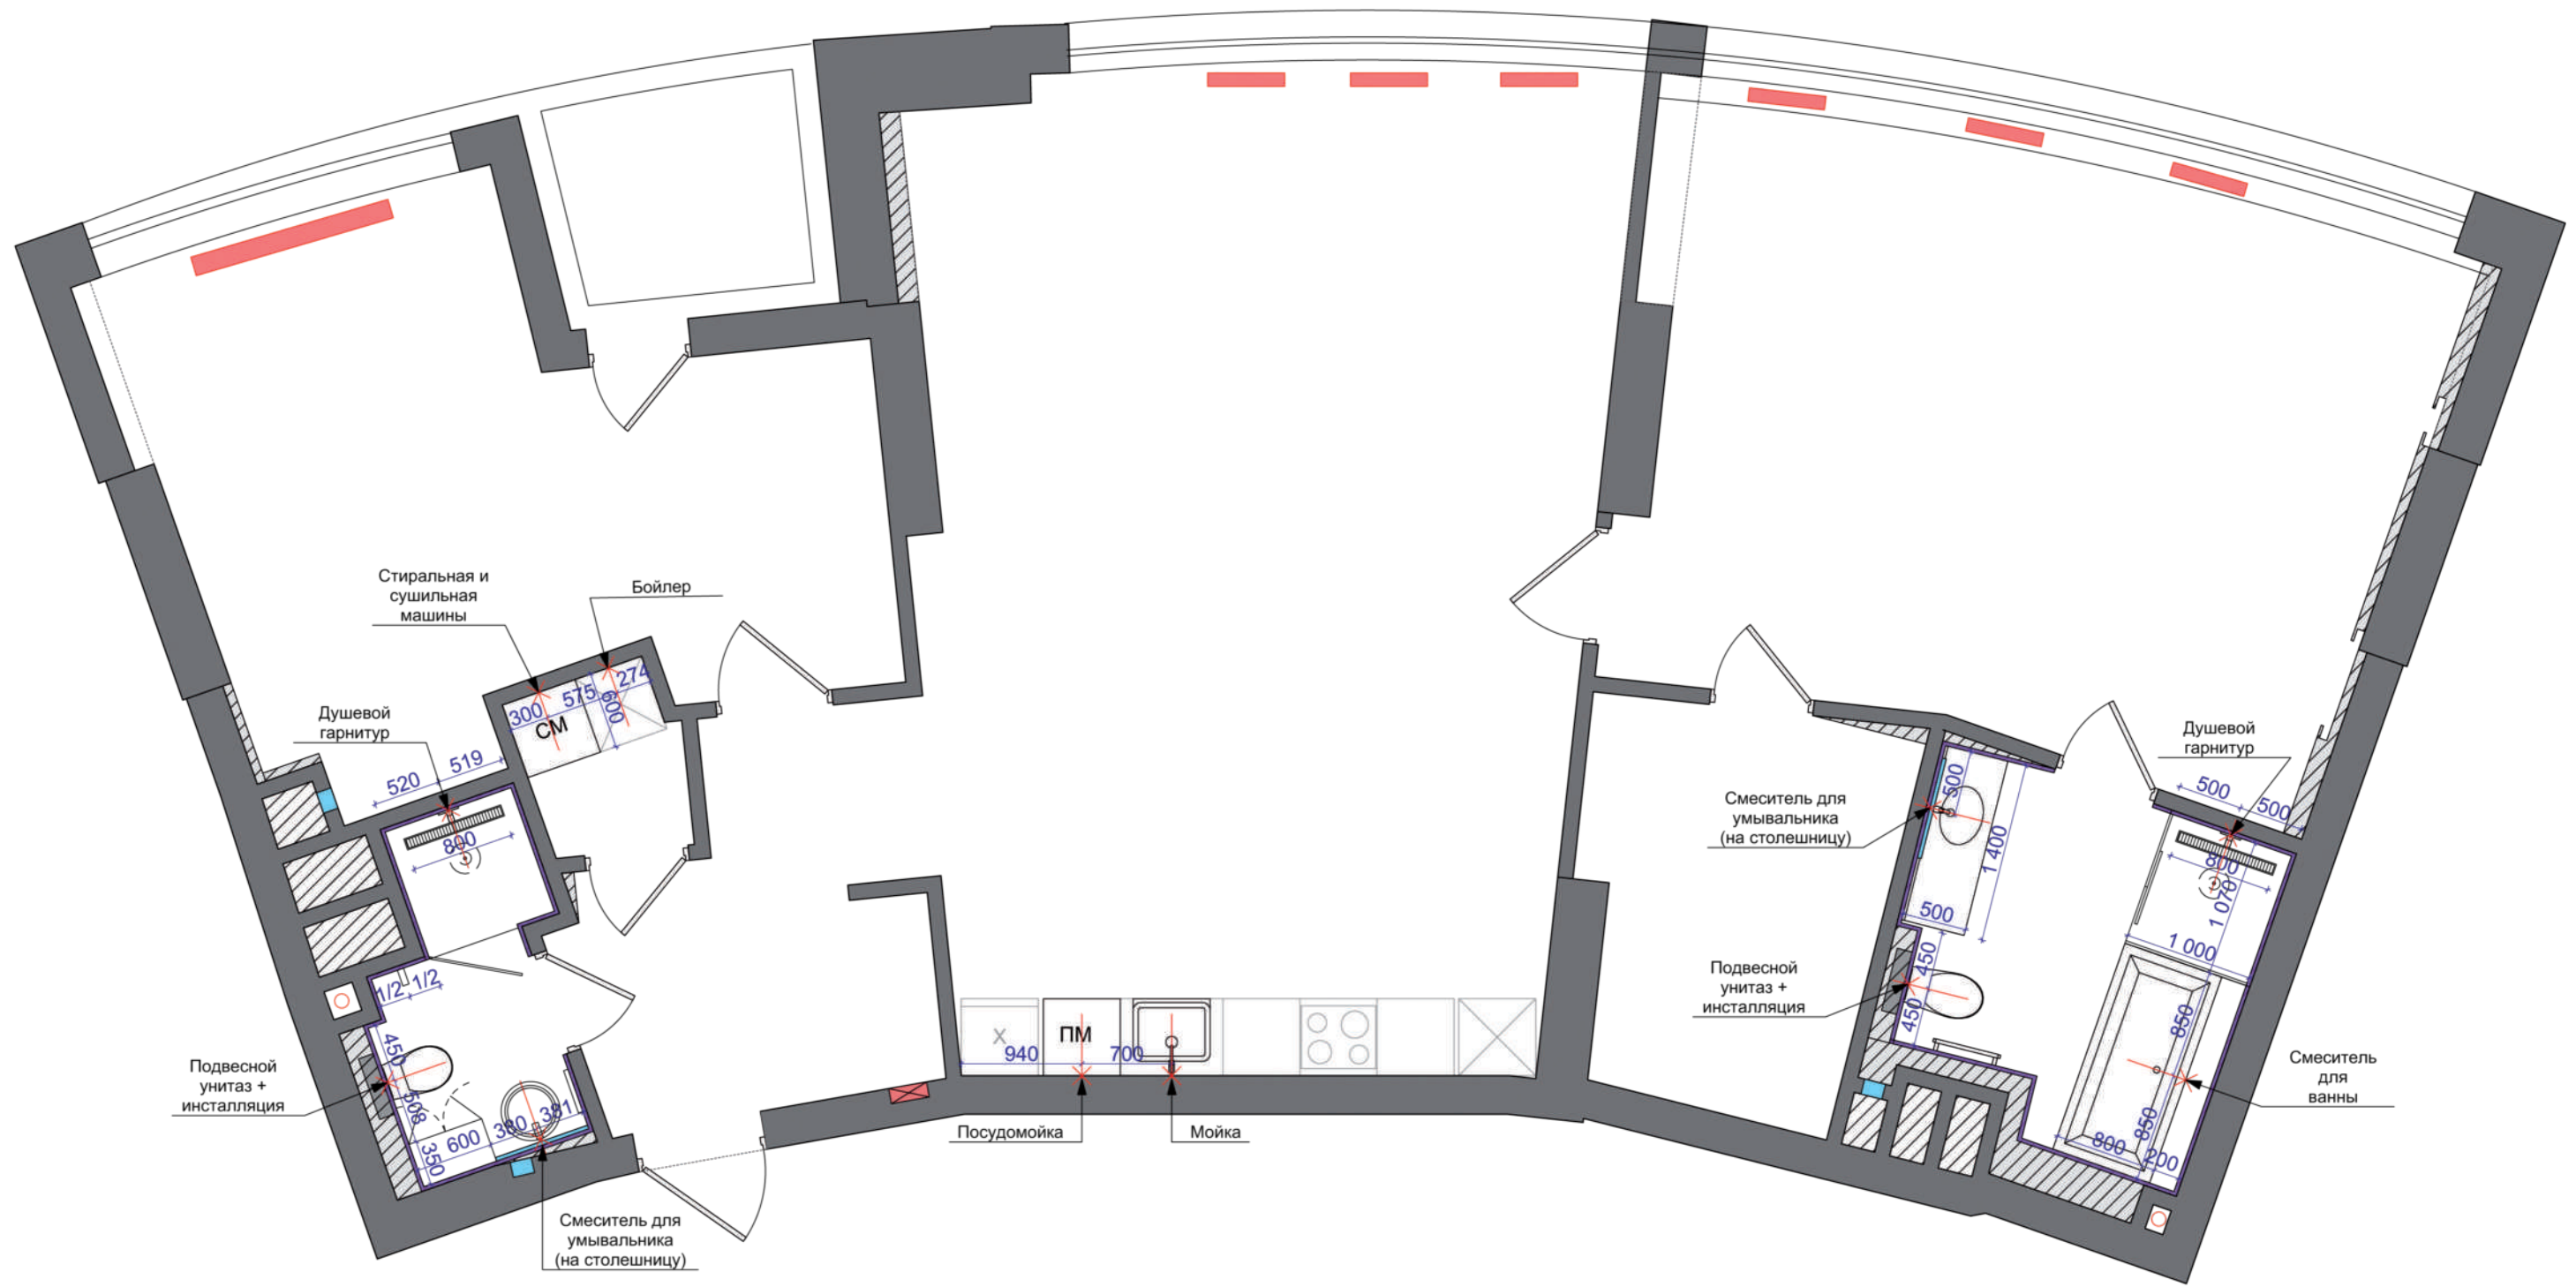 Стиральная и
сушильная
машины
Бойлер
300
575
274
600
СМ
Душевой
гарнитур
520
519
800
1/2
1/2
450
508
350
600
380
381
Подвесной
унитаз +
инсталляция
Смеситель для
умывальника
(на столешницу)
X
ПМ
940
700
Посудомойка
Мойка
Смеситель для
умывальника
(на столешницу)
500
1 400
500
450
450
Подвесной
унитаз +
инсталляция
Душевой
гарнитур
500
500
800
1 070
1 000
850
850
800
200
Смеситель
для
ванны